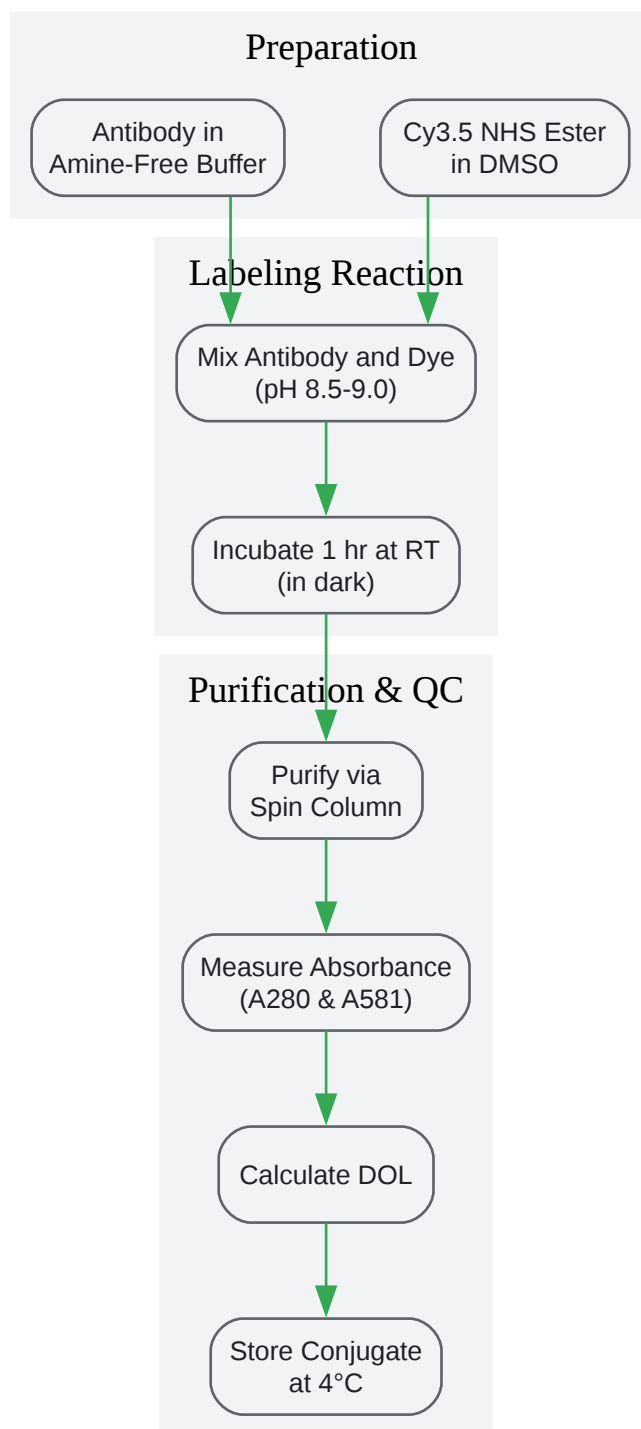 Preparation
Antibody in
Amine-Free Buffer
Cy3.5 NHS Ester
in DMSO
Labeling Reaction
Mix Antibody and Dye
(pH 8.5-9.0)
Incubate 1 hr at RT
(in dark)
Purification & QC
Purify via
Spin Column
Measure Absorbance
(A280 & A581)
Calculate DOL
Store Conjugate
at 4°C